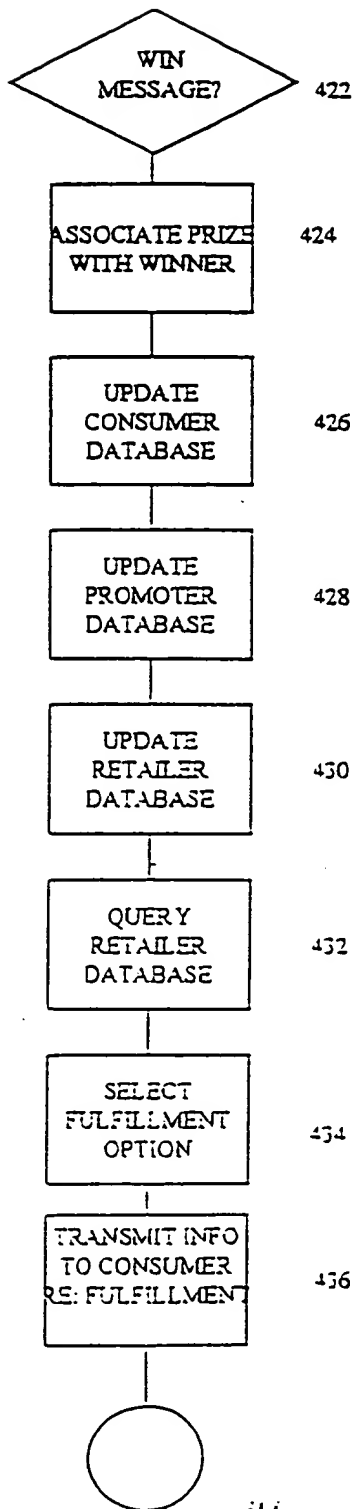 WIN
MESSAGE?
422
ASSOCIATE PRIZE
WITH WINNER
424
UPDATE
CONSUMER
DATABASE
426
UPDATE
PROMOTER
DATABASE
428
UPDATE
RETAILER
DATABASE
430
QUERY
RETAILER
DATABASE
432
SELECT
FULFILLMENT
OPTION
434
TRANSMIT INFO
TO CONSUMER
RE: FULFILLMENT
436